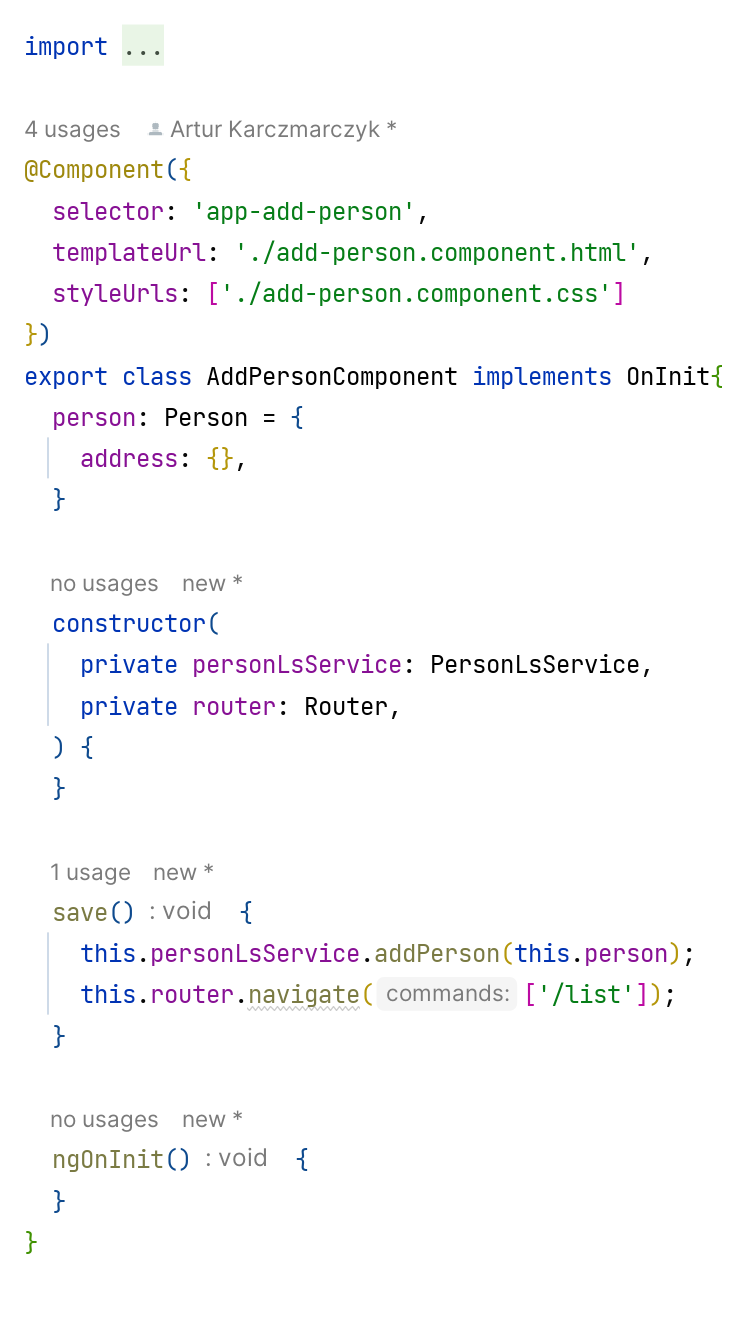 import ...
4 usages Artur Karczmarczyk *
@Component({
  selector: 'app-add-person',
  templateUrl: './add-person.component.html',
  styleUrls: ['./add-person.component.css']
})
export class AddPersonComponent implements OnInit{
  person: Person = {
    address: {},
  }
  no usages new *
  constructor(
    private personLsService: PersonLsService,
    private router: Router,
  ) {
  }
  1 usage new *
  save() : void {
    this.personLsService.addPerson(this.person);
    this.router.navigate( commands: ['/list']);
  }
  no usages new *
  ngOnInit() : void {
  }
}